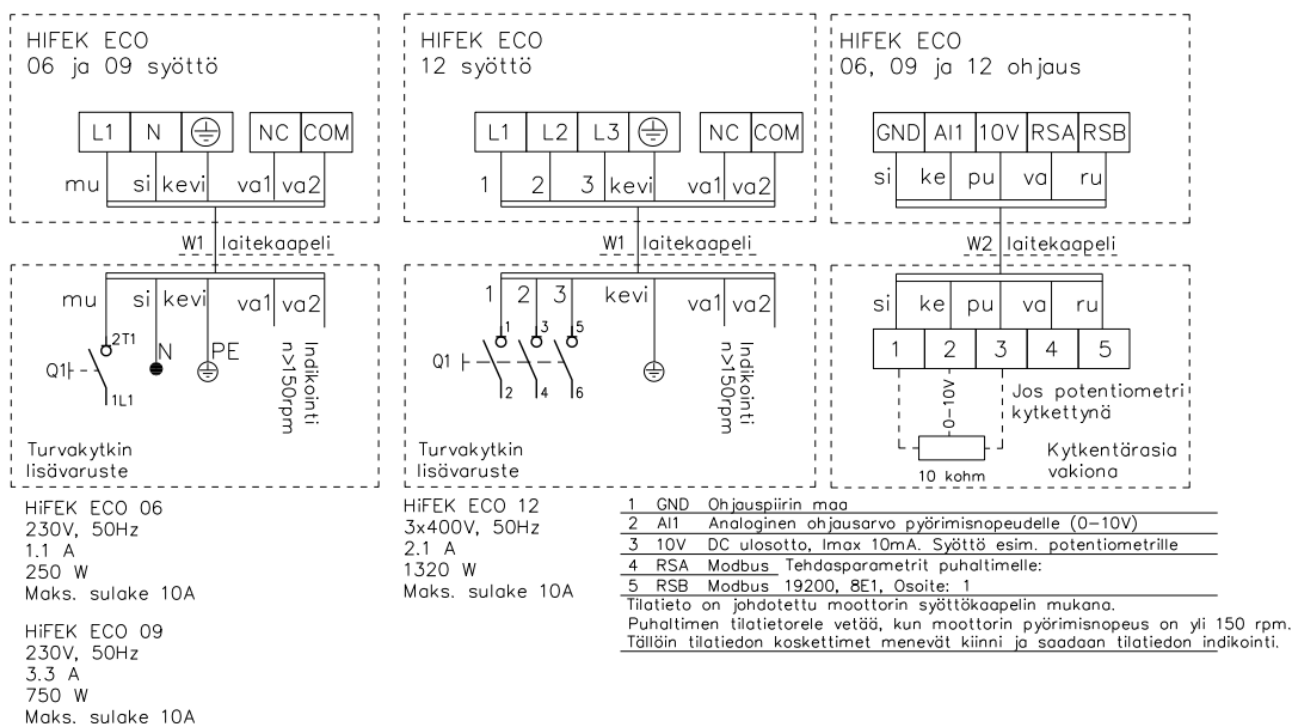 HIFEK ECO
06 ja 09 syöttö
L1 N NC COM
mu si kevi va1 va2
W1 laitekaapeli
mu si kevi va1 va2
2T1
N PE
Q1
1L1
Indikointi
n>150rpm
Turvakytkin
lisävaruste
HIFEK ECO
12 syöttö
L1 L2 L3 NC COM
1 2 3 kevi va1 va2
W1 laitekaapeli
1 2 3 kevi va1 va2
1 3 5
Q1
2 4 6
Indikointi
n>150rpm
Turvakytkin
lisävaruste
HIFEK ECO
06, 09 ja 12 ohjaus
GND AI1 10V RSA RSB
si ke pu va ru
W2 laitekaapeli
si ke pu va ru
1 2 3 4 5
0-10V
Jos potentiometri
kytkettynä
10 kohm
Kytkentärasia
vakiona
HiFEK ECO 06
230V, 50Hz
1.1 A
250 W
Maks. sulake 10A
HiFEK ECO 09
230V, 50Hz
3.3 A
750 W
Maks. sulake 10A
HiFEK ECO 12
3x400V, 50Hz
2.1 A
1320 W
Maks. sulake 10A
1 GND Ohjauspiirin maa
2 AI1 Analoginen ohjausarvo pyörimisnopeudelle (0-10V)
3 10V DC ulosotto, Imax 10mA. Syöttö esim. potentiometrille
4 RSA Modbus Tehdasparametrit puhaltimelle:
5 RSB Modbus 19200, 8E1, Osoite: 1
Tilatieto on johdotettu moottorin syöttökaapelin mukana.
Puhaltimen tilatietorele vetää, kun moottorin pyörimisnopeus on yli 150 rpm.
Tällöin tilatiedon koskettimet menevät kiinni ja saadaan tilatiedon indikointi.